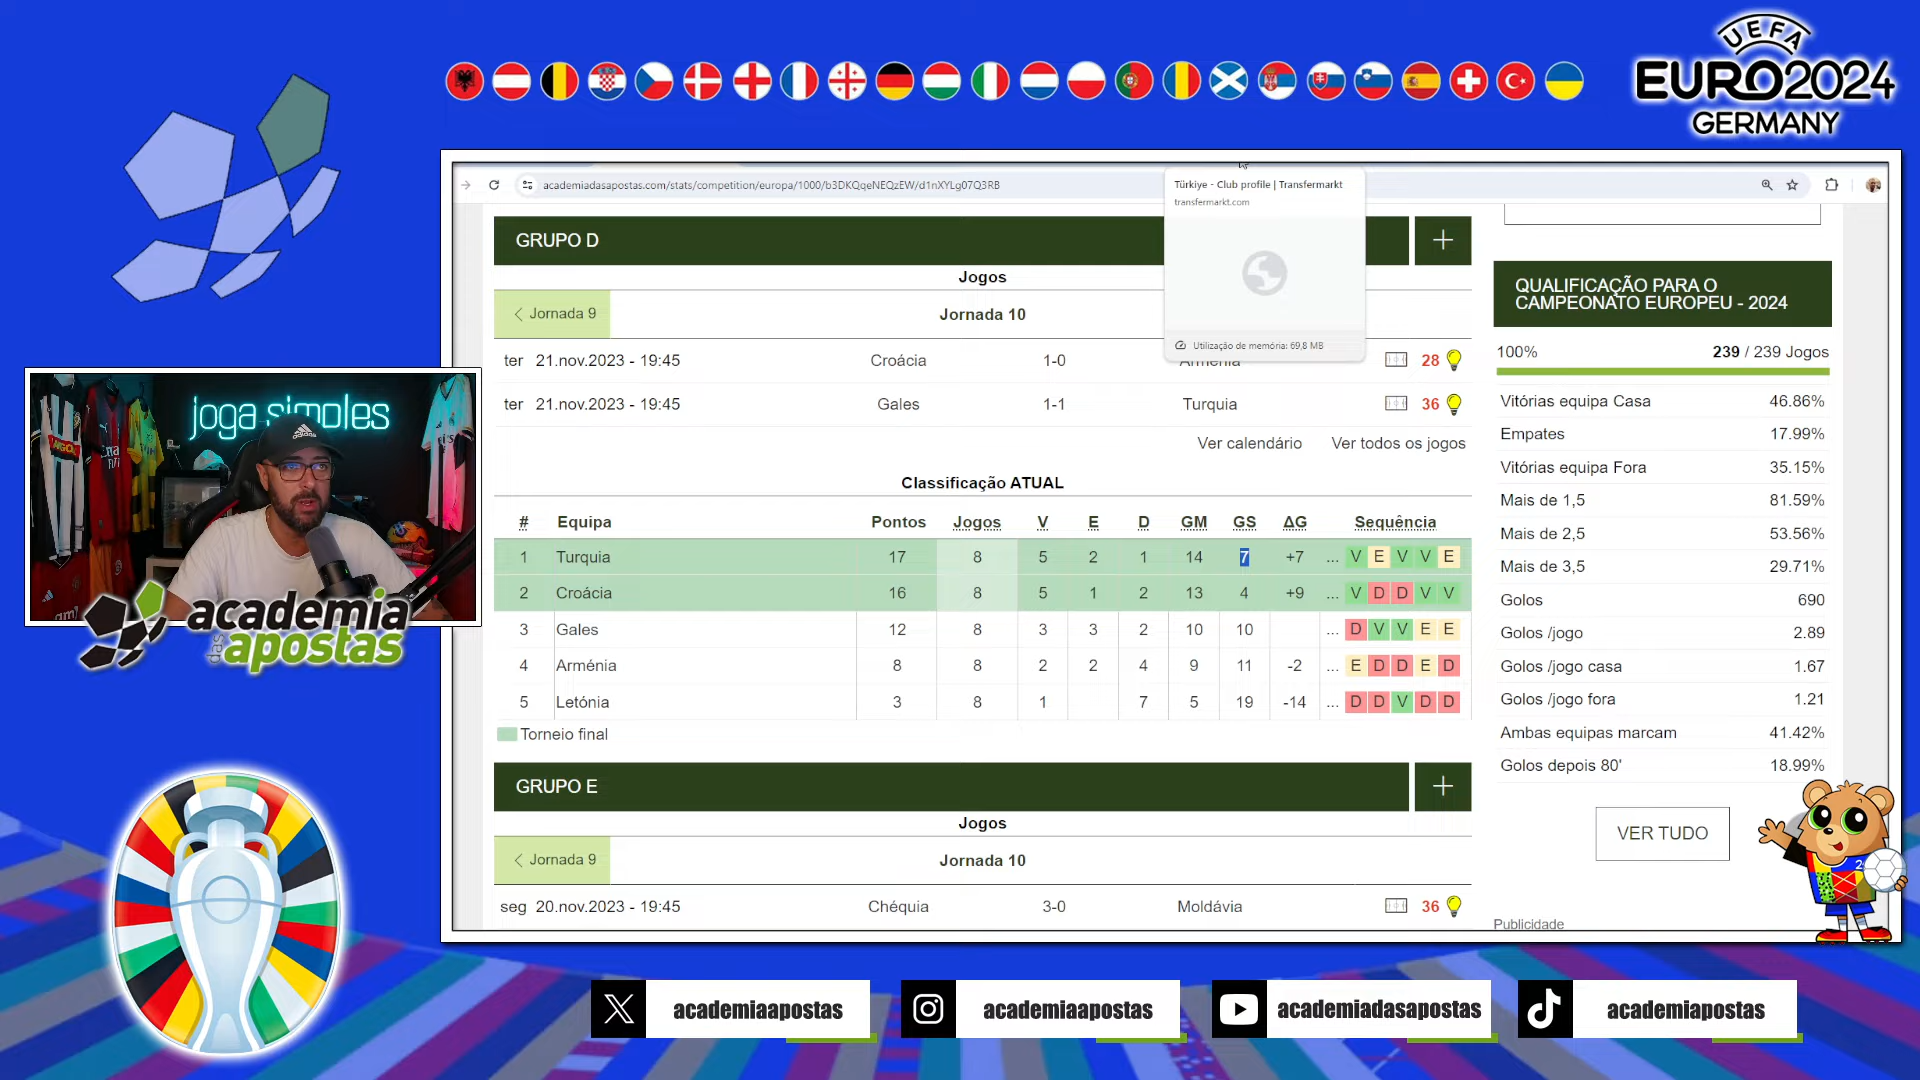 UEFA
EURO2024
GERMANY
academiadasapostas.com/stats/competition/europa/1000/b3DKQqeNEQzEW/d1nXYLg07Q3RB
Türkiye - Club profile | Transfermarkt
transfermarkt.com
Utilização de memória: 69,8 MB
GRUPO D
Jogos
Jornada 9
Jornada 10
ter 21.nov.2023 - 19:45 Croácia 1-0 Arménia 28
ter 21.nov.2023 - 19:45 Gales 1-1 Turquia 36
Ver calendário Ver todos os jogos
Classificação ATUAL
# Equipa Pontos Jogos V E D GM GS ΔG Sequência
1 Turquia 17 8 5 2 1 14 7 +7 ... V E V V E
2 Croácia 16 8 5 1 2 13 4 +9 ... V D D V V
3 Gales 12 8 3 3 2 10 10 ... D V V E E
4 Arménia 8 8 2 2 4 9 11 -2 ... E D D E D
5 Letónia 3 8 1 7 5 19 -14 ... D D V D D
Torneio final
GRUPO E
Jogos
Jornada 9
Jornada 10
seg 20.nov.2023 - 19:45 Chéquia 3-0 Moldávia 36
QUALIFICAÇÃO PARA O
CAMPEONATO EUROPEU - 2024
100% 239 / 239 Jogos
Vitórias equipa Casa 46.86%
Empates 17.99%
Vitórias equipa Fora 35.15%
Mais de 1,5 81.59%
Mais de 2,5 53.56%
Mais de 3,5 29.71%
Golos 690
Golos /jogo 2.89
Golos /jogo casa 1.67
Golos /jogo fora 1.21
Ambas equipas marcam 41.42%
Golos depois 80' 18.99%
VER TUDO
Publicidade
joga simples
academia
das
apostas
academiaapostas
academiaapostas
academiadasapostas
academiaapostas